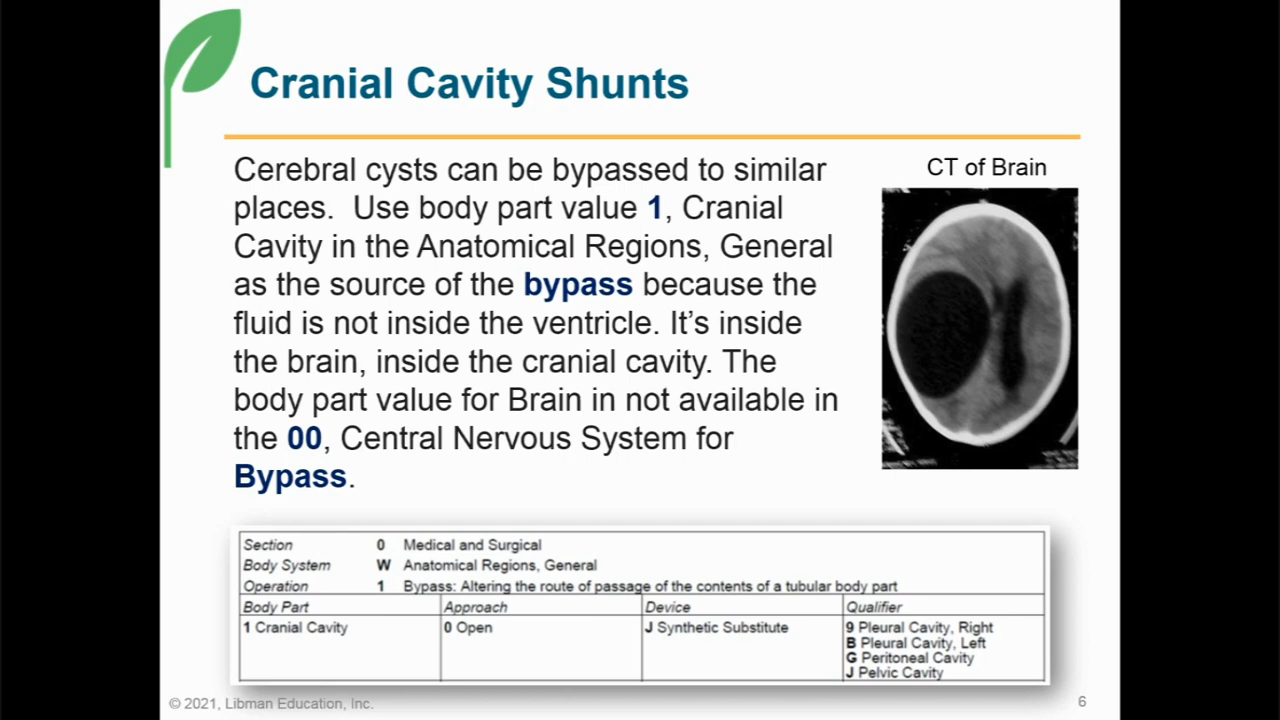 Cranial Cavity Shunts
Cerebral cysts can be bypassed to similar
places.  Use body part value 1, Cranial
Cavity in the Anatomical Regions, General
as the source of the bypass because the
fluid is not inside the ventricle. It’s inside
the brain, inside the cranial cavity. The
body part value for Brain in not available in
the 00, Central Nervous System for
Bypass.
CT of Brain
Section 0 Medical and Surgical
Body System W Anatomical Regions, General
Operation 1 Bypass: Altering the route of passage of the contents of a tubular body part
Body Part Approach Device Qualifier
1 Cranial Cavity 0 Open J Synthetic Substitute 9 Pleural Cavity, Right
B Pleural Cavity, Left
G Peritoneal Cavity
J Pelvic Cavity
© 2021, Libman Education, Inc. 6